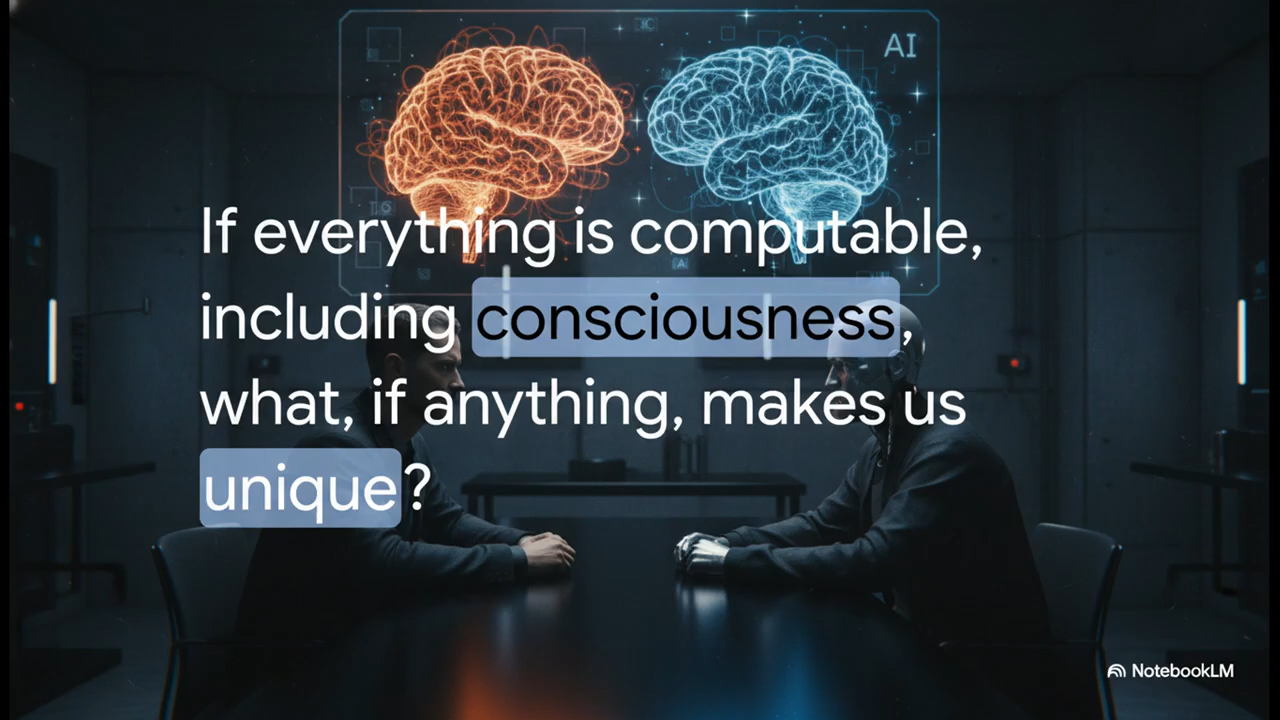 AI
If everything is computable,
including consciousness,
what, if anything, makes us
unique?
NotebookLM